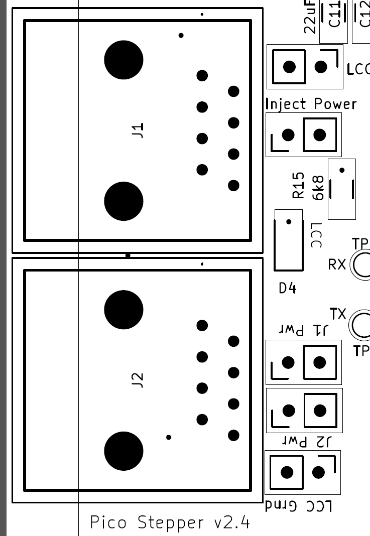 22uF
C11
C12
LCC
Inject Power
J1
R15
6k8
LCC
D4
TP
RX
TX
TP
J1 Pwr
J2
J2 Pwr
LCC Grnd
Pico Stepper v2.4